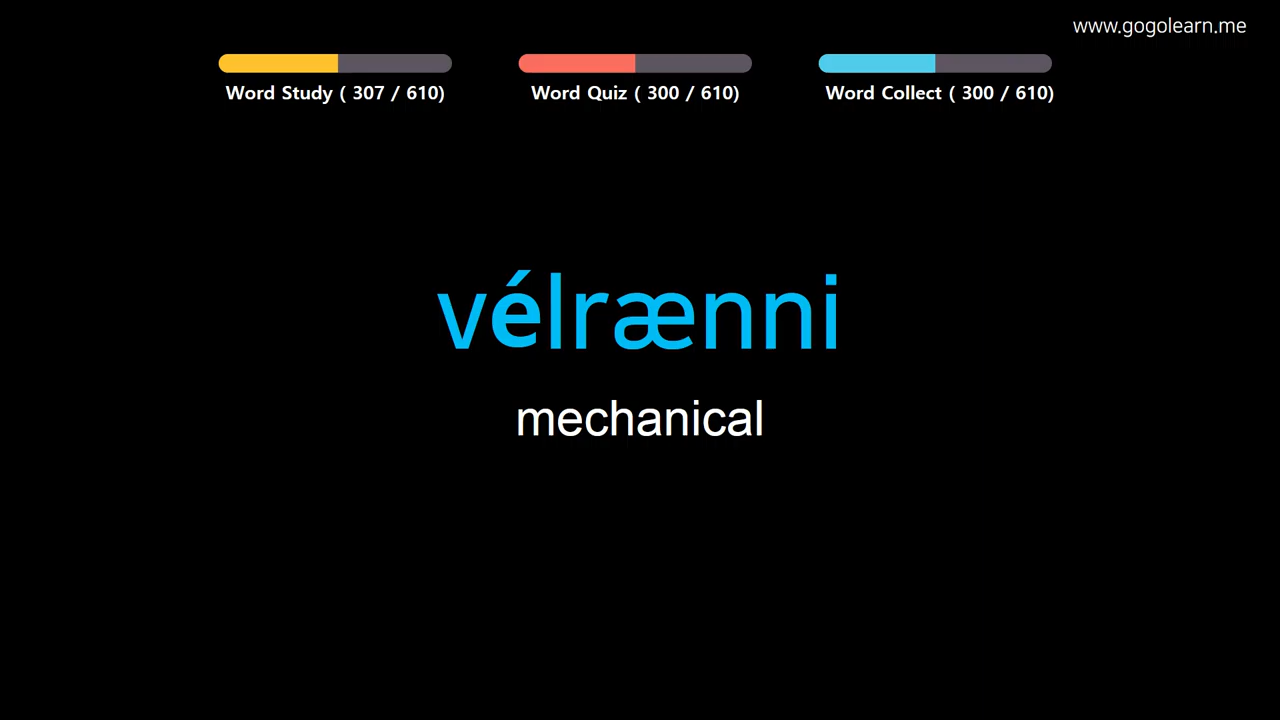 www.gogolearn.me
Word Study ( 307 / 610)
Word Quiz ( 300 / 610)
Word Collect ( 300 / 610)
vélrænni
mechanical